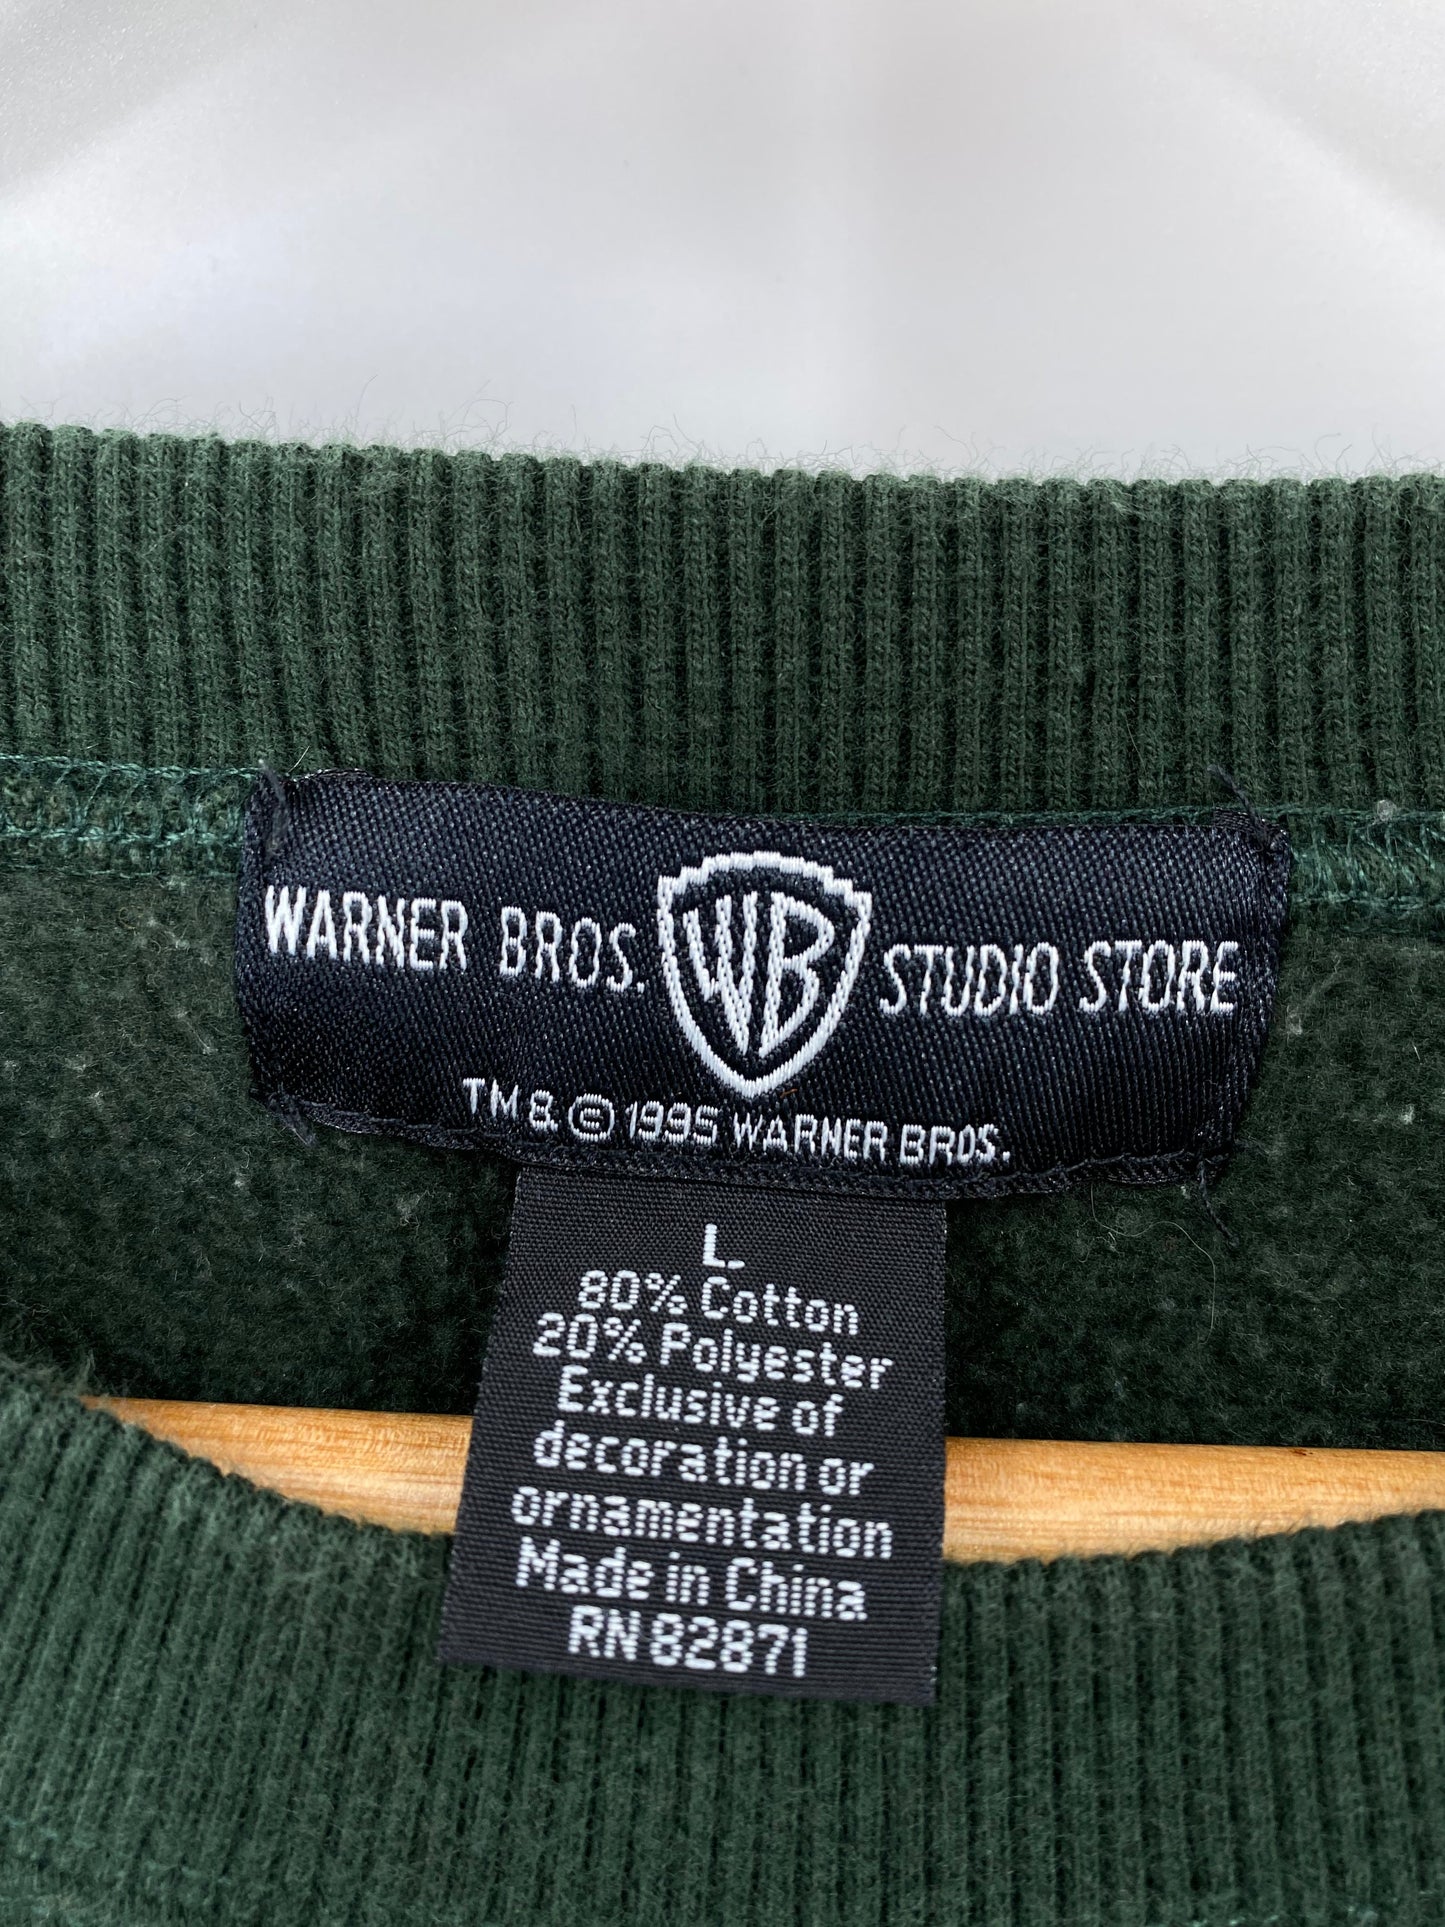 WARNER BROS. WB STUDIO STORE
TM & © 1995 WARNER BROS.
L
80% Cotton
20% Polyester
Exclusive of
decoration or
ornamentation
Made in China
RN 82871